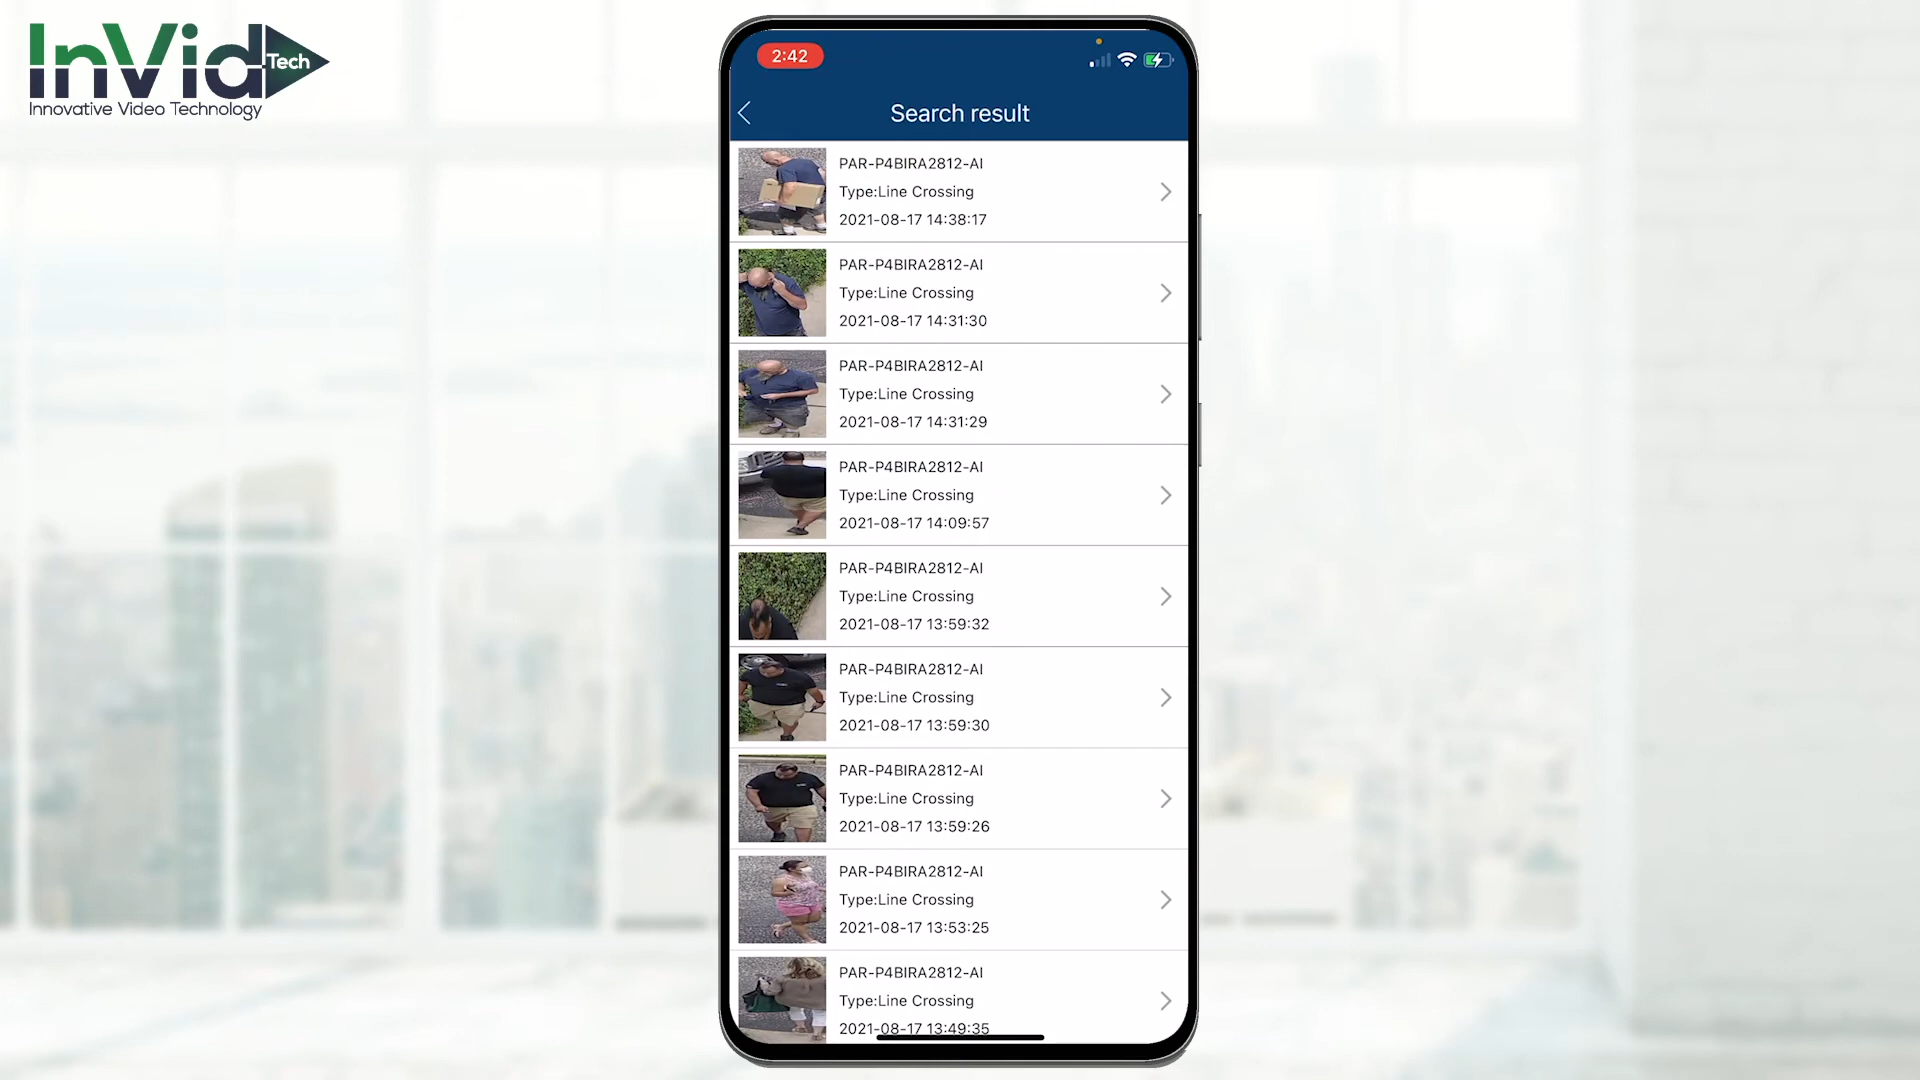 InVid Tech
Innovative Video Technology
2:42
Search result
PAR-P4BIRA2812-AI
Type:Line Crossing
2021-08-17 14:38:17
PAR-P4BIRA2812-AI
Type:Line Crossing
2021-08-17 14:31:30
PAR-P4BIRA2812-AI
Type:Line Crossing
2021-08-17 14:31:29
PAR-P4BIRA2812-AI
Type:Line Crossing
2021-08-17 14:09:57
PAR-P4BIRA2812-AI
Type:Line Crossing
2021-08-17 13:59:32
PAR-P4BIRA2812-AI
Type:Line Crossing
2021-08-17 13:59:30
PAR-P4BIRA2812-AI
Type:Line Crossing
2021-08-17 13:59:26
PAR-P4BIRA2812-AI
Type:Line Crossing
2021-08-17 13:53:25
PAR-P4BIRA2812-AI
Type:Line Crossing
2021-08-17 13:49:35